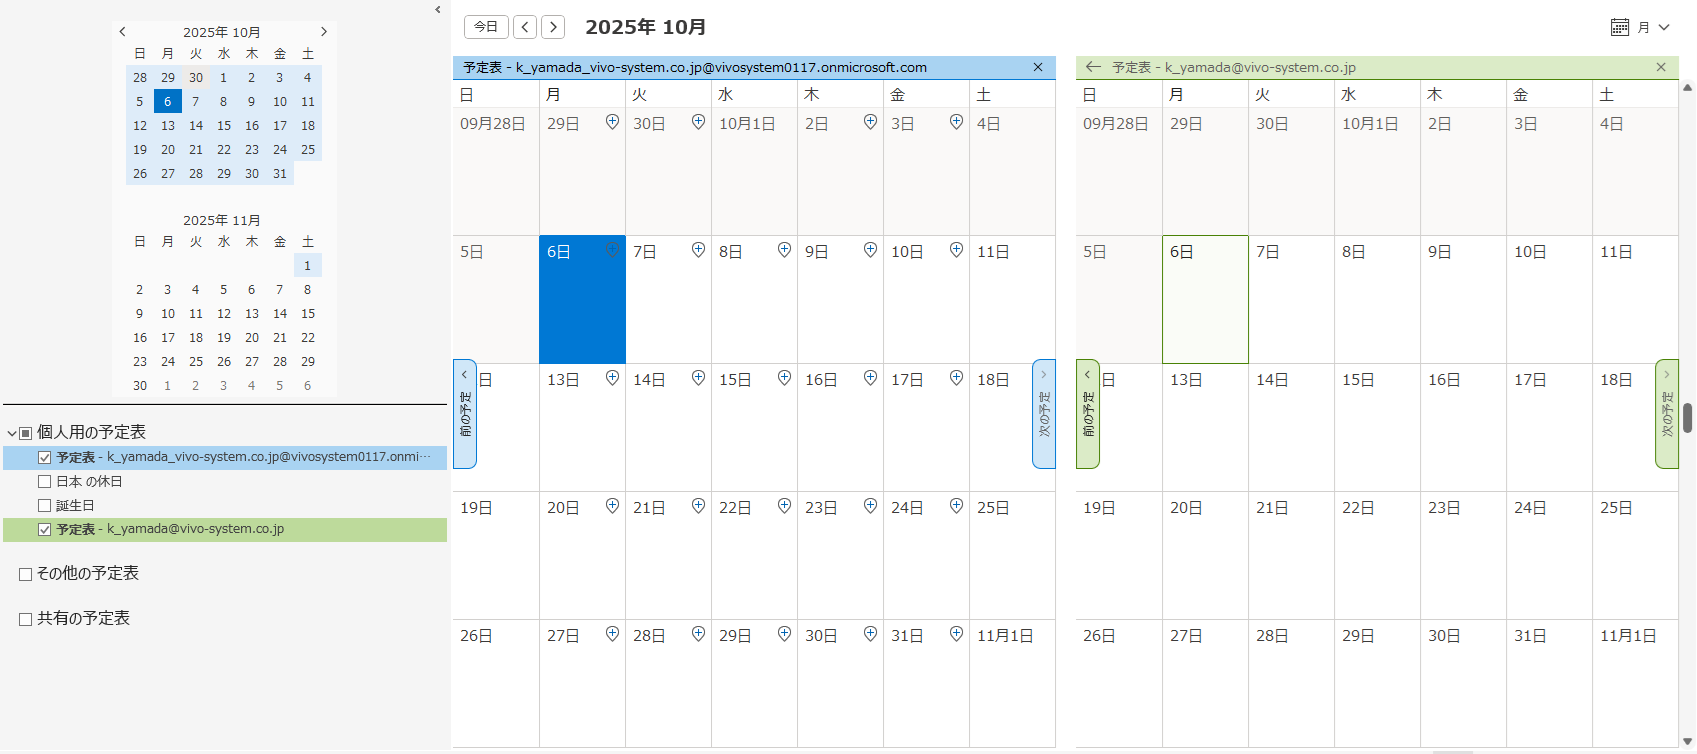 2025年 10月
日 月 火 水 木 金 土
28 29 30 1 2 3 4
5 6 7 8 9 10 11
12 13 14 15 16 17 18
19 20 21 22 23 24 25
26 27 28 29 30 31
2025年 11月
日 月 火 水 木 金 土
1
2 3 4 5 6 7 8
9 10 11 12 13 14 15
16 17 18 19 20 21 22
23 24 25 26 27 28 29
30 1 2 3 4 5 6
個人用の予定表
予定表 - k_yamada_vivo-system.co.jp@vivosystem0117.onmi…
日本 の休日
誕生日
予定表 - k_yamada@vivo-system.co.jp
その他の予定表
共有の予定表
今日
2025年 10月
月
予定表 - k_yamada_vivo-system.co.jp@vivosystem0117.onmicrosoft.com
日 月 火 水 木 金 土
09月28日 29日 30日 10月1日 2日 3日 4日
5日 6日 7日 8日 9日 10日 11日
日 13日 14日 15日 16日 17日 18日
19日 20日 21日 22日 23日 24日 25日
26日 27日 28日 29日 30日 31日 11月1日
前の予定
次の予定
予定表 - k_yamada@vivo-system.co.jp
日 月 火 水 木 金 土
09月28日 29日 30日 10月1日 2日 3日 4日
5日 6日 7日 8日 9日 10日 11日
日 13日 14日 15日 16日 17日 18日
19日 20日 21日 22日 23日 24日 25日
26日 27日 28日 29日 30日 31日 11月1日
前の予定
次の予定